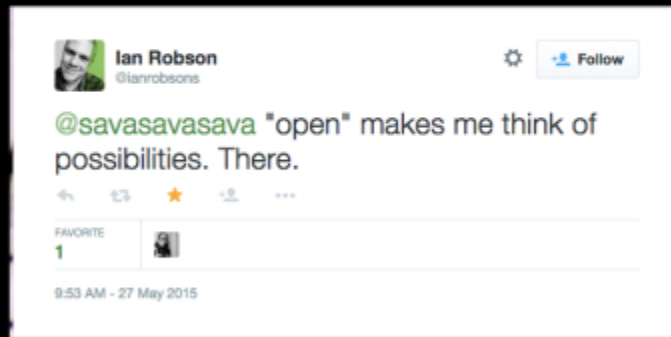 Ian Robson
@ianrobsons
Follow
@savasavasava "open" makes me think of
possibilities. There.
FAVORITE
1
9:53 AM - 27 May 2015